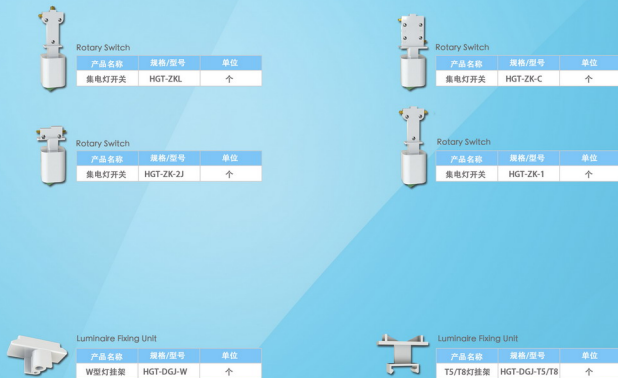 Rotary Switch
产品名称 规格/型号 单位
集电灯开关 HGT-ZKL 个
Rotary Switch
产品名称 规格/型号 单位
集电灯开关 HGT-ZK-C 个
Rotary Switch
产品名称 规格/型号 单位
集电灯开关 HGT-ZK-2J 个
Rotary Switch
产品名称 规格/型号 单位
集电灯开关 HGT-ZK-1 个
Luminaire Fixing Unit
产品名称 规格/型号 单位
W型灯挂架 HGT-DGJ-W 个
Luminaire Fixing Unit
产品名称 规格/型号 单位
T5/T8灯挂架 HGT-DGJ-T5/T8 个